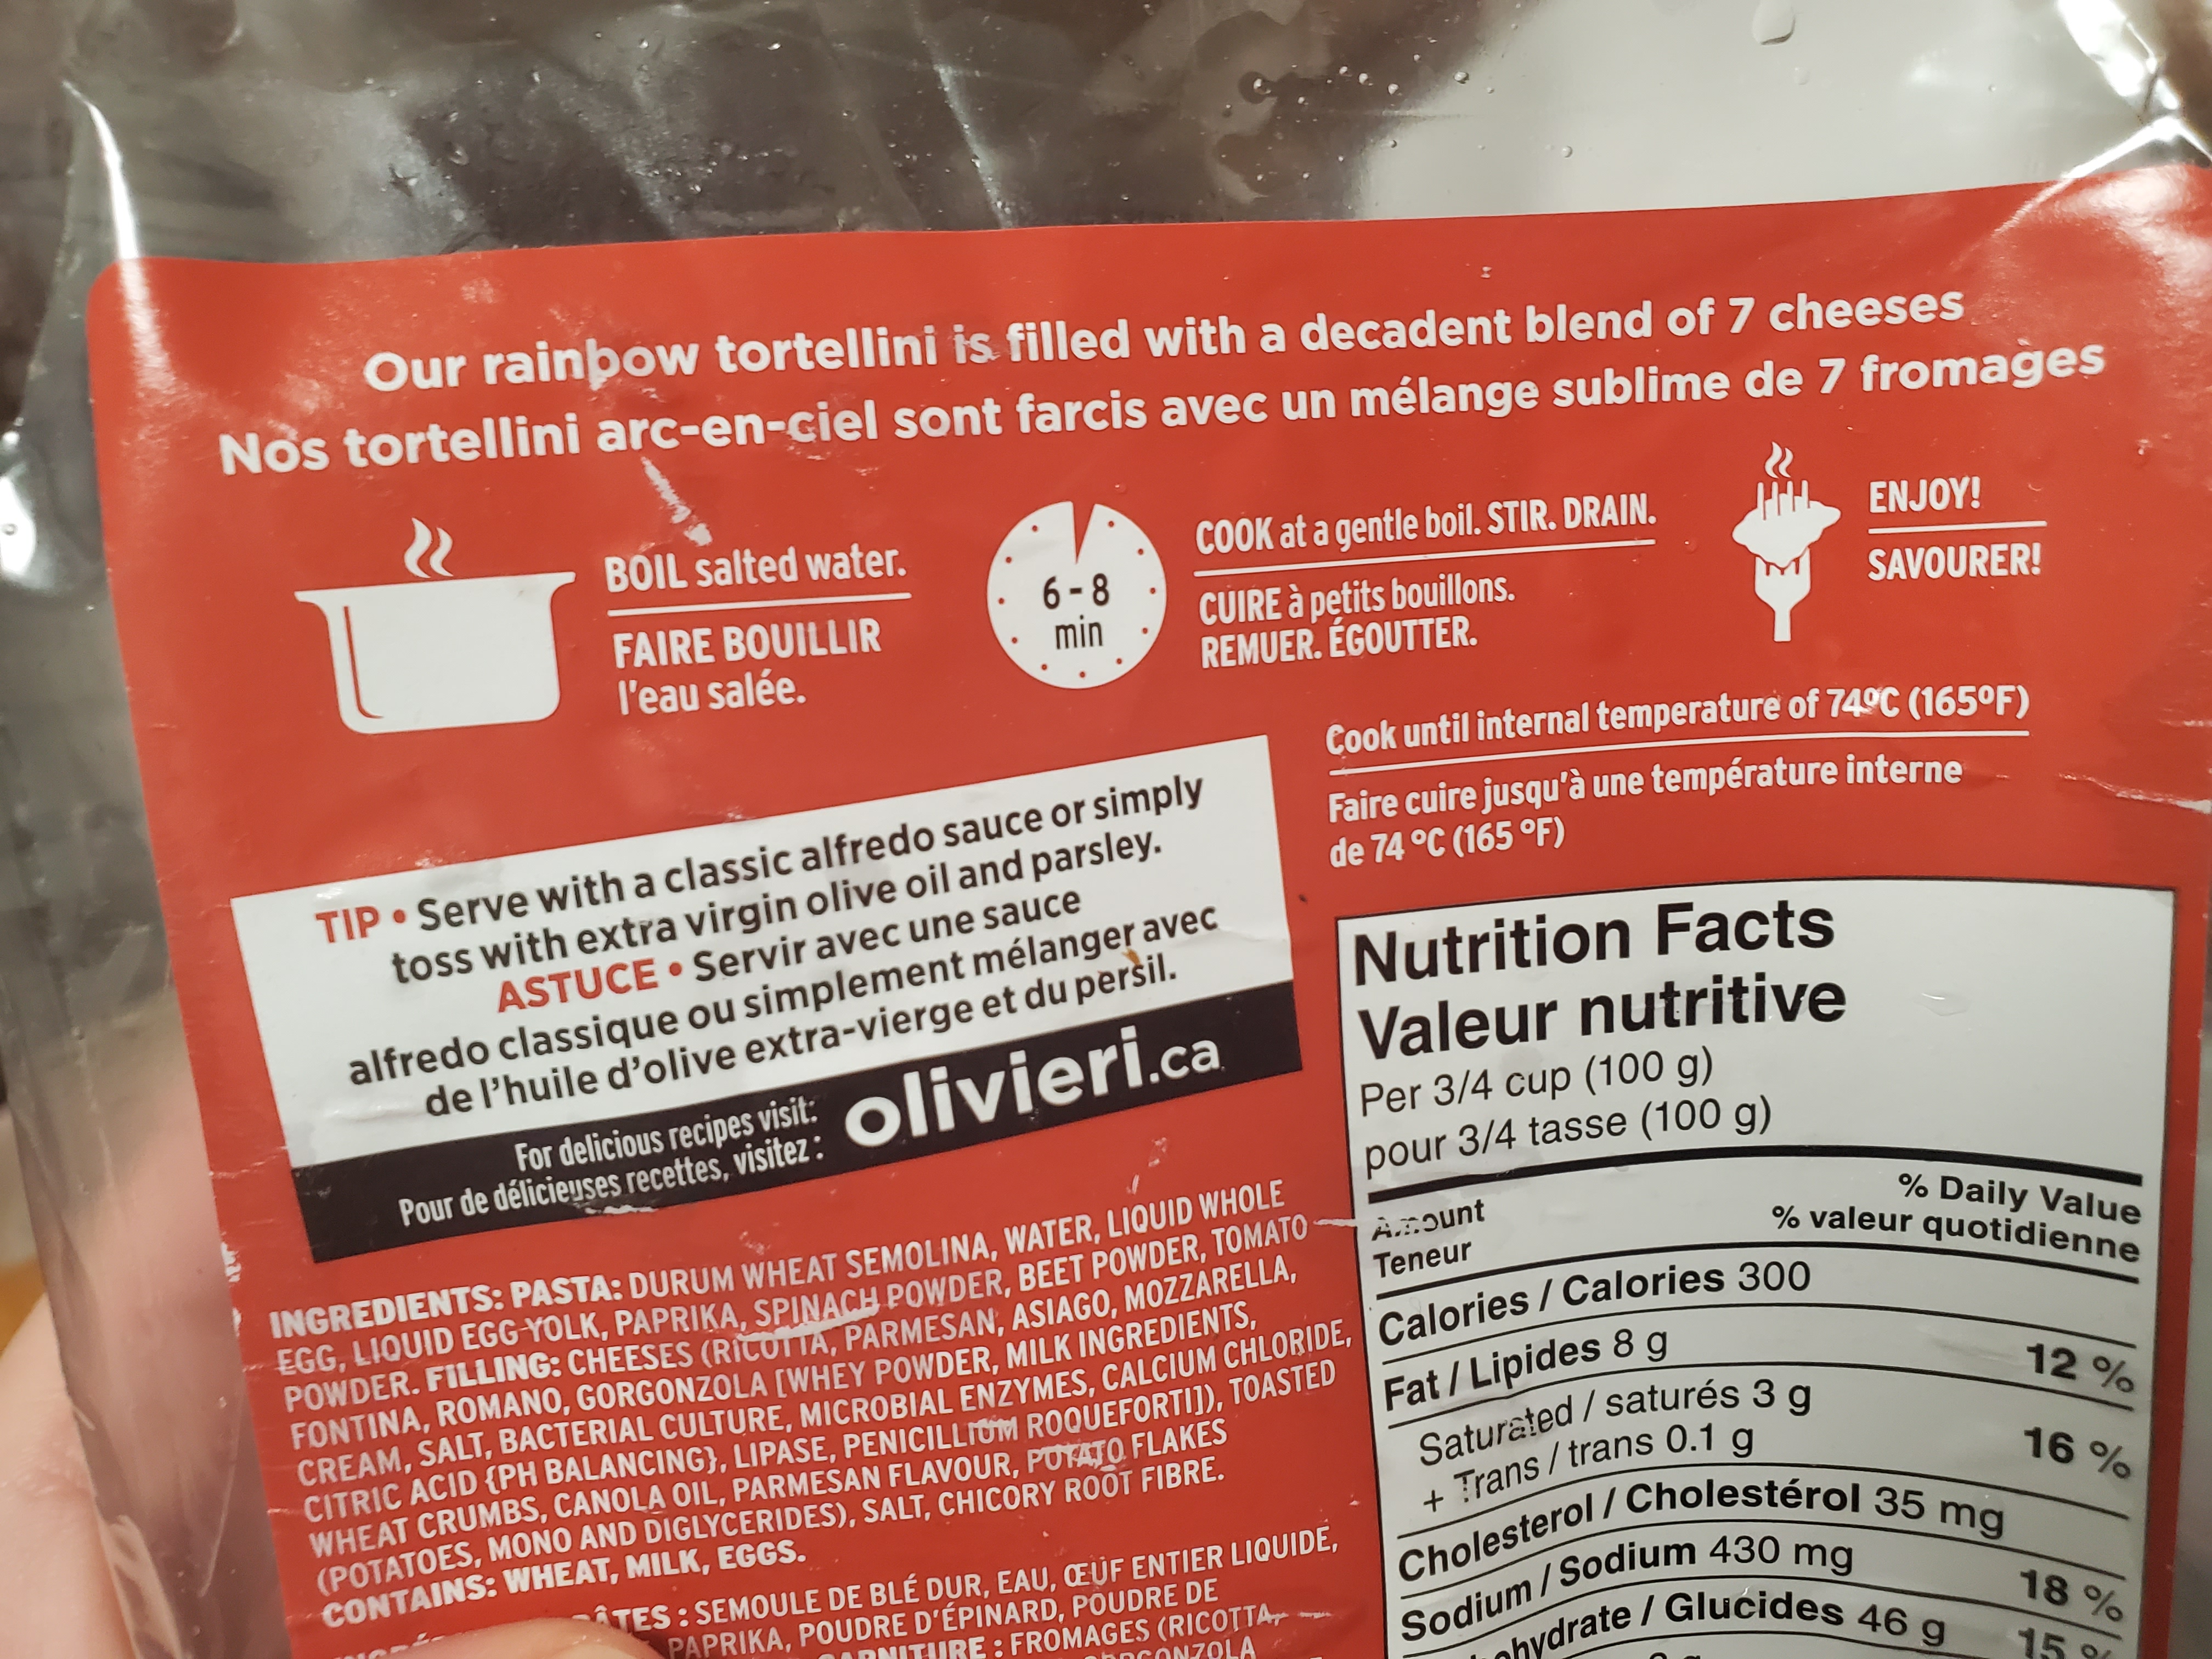 Our rainbow tortellini is filled with a decadent blend of 7 cheeses
Nos tortellini arc-en-ciel sont farcis avec un mélange sublime de 7 fromages
BOIL salted water.
FAIRE BOUILLIR
l'eau salée.
6 - 8
min
COOK at a gentle boil. STIR. DRAIN.
CUIRE à petits bouillons.
REMUER. ÉGOUTTER.
ENJOY!
SAVOURER!
Cook until internal temperature of 74ºC (165ºF)
Faire cuire jusqu'à une température interne
de 74 °C (165 °F)
TIP • Serve with a classic alfredo sauce or simply
toss with extra virgin olive oil and parsley.
ASTUCE • Servir avec une sauce
alfredo classique ou simplement mélanger avec
de l'huile d'olive extra-vierge et du persil.
For delicious recipes visit:
Pour de délicieuses recettes, visitez :
olivieri.ca
INGREDIENTS: PASTA: DURUM WHEAT SEMOLINA, WATER, LIQUID WHOLE
EGG, LIQUID EGG YOLK, PAPRIKA, SPINACH POWDER, BEET POWDER, TOMATO
POWDER. FILLING: CHEESES (RICOTTA, PARMESAN, ASIAGO, MOZZARELLA,
FONTINA, ROMANO, GORGONZOLA [WHEY POWDER, MILK INGREDIENTS,
CREAM, SALT, BACTERIAL CULTURE, MICROBIAL ENZYMES, CALCIUM CHLORIDE,
CITRIC ACID {PH BALANCING}, LIPASE, PENICILLIUM ROQUEFORTI]), TOASTED
WHEAT CRUMBS, CANOLA OIL, PARMESAN FLAVOUR, POTATO FLAKES
(POTATOES, MONO AND DIGLYCERIDES), SALT, CHICORY ROOT FIBRE.
CONTAINS: WHEAT, MILK, EGGS.
: SEMOULE DE BLÉ DUR, EAU, ŒUF ENTIER LIQUIDE,
PAPRIKA, POUDRE D'ÉPINARD, POUDRE DE
: FROMAGES (RICOTTA,
Nutrition Facts
Valeur nutritive
Per 3/4 cup (100 g)
pour 3/4 tasse (100 g)
Amount
Teneur
% Daily Value
% valeur quotidienne
Calories / Calories 300
Fat / Lipides 8 g 12 %
Saturated / saturés 3 g
+ Trans / trans 0.1 g 16 %
Cholesterol / Cholestérol 35 mg
Sodium / Sodium 430 mg 18 %
/ Glucides 46 g 15 %